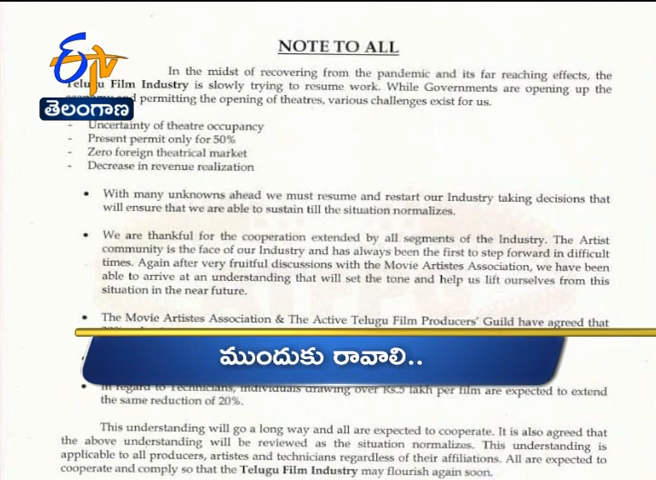 NOTE TO ALL
In the midst of recovering from the pandemic and its far reaching effects, the
Telugu Film Industry is slowly trying to resume work. While Governments are opening up the
and permitting the opening of theatres, various challenges exist for us.
ETV
తెలంగాణ
- Uncertainty of theatre occupancy
- Present permit only for 50%
- Zero foreign theatrical market
- Decrease in revenue realization
• With many unknowns ahead we must resume and restart our Industry taking decisions that
will ensure that we are able to sustain till the situation normalizes.
• We are thankful for the cooperation extended by all segments of the Industry. The Artist
community is the face of our Industry and has always been the first to step forward in difficult
times. Again after very fruitful discussions with the Movie Artistes Association, we have been
able to arrive at an understanding that will set the tone and help us lift ourselves from this
situation in the near future.
• The Movie Artistes Association & The Active Telugu Film Producers' Guild have agreed that
ముందుకు రావాలి..
• In regard to Technicians, individuals drawing over Rs.5 lakh per film are expected to extend
the same reduction of 20%.
This understanding will go a long way and all are expected to cooperate. It is also agreed that
the above understanding will be reviewed as the situation normalizes. This understanding is
applicable to all producers, artistes and technicians regardless of their affiliations. All are expected to
cooperate and comply so that the Telugu Film Industry may flourish again soon.